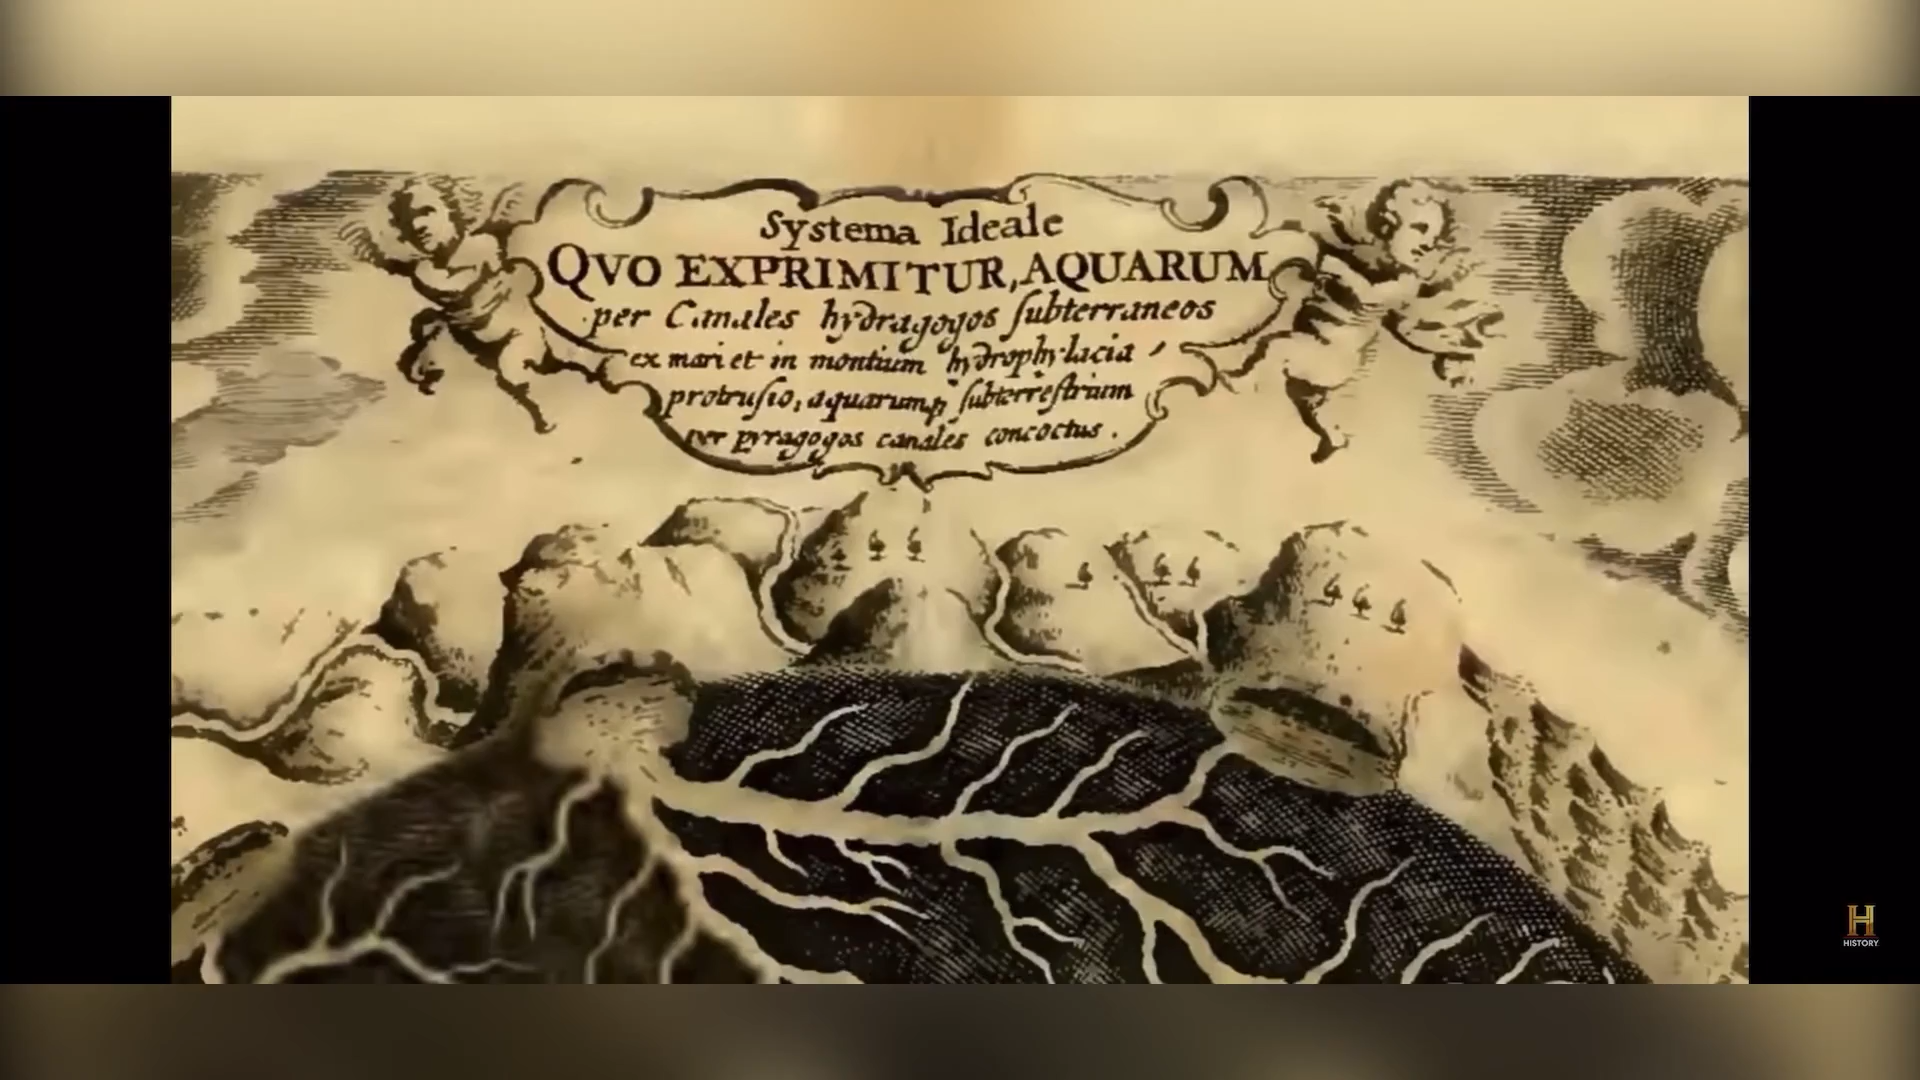 Systema Ideale
QVO EXPRIMITUR, AQUARUM
per Canales hydragogos ſubterraneos
ex mari et in montium hydrophylacia
protruſio, aquarumq; ſubterreſtrium
per pyragogos canales concoctus.
H
HISTORY